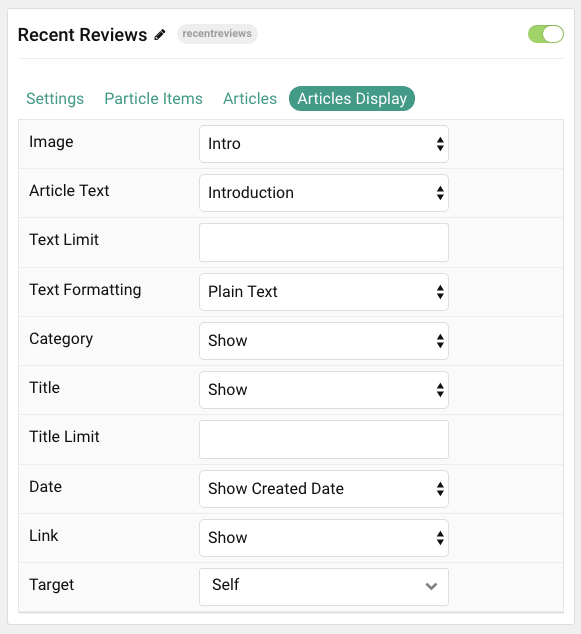 Recent Reviews recentreviews
Settings Particle Items Articles Articles Display
Image Intro
Article Text Introduction
Text Limit
Text Formatting Plain Text
Category Show
Title Show
Title Limit
Date Show Created Date
Link Show
Target Self